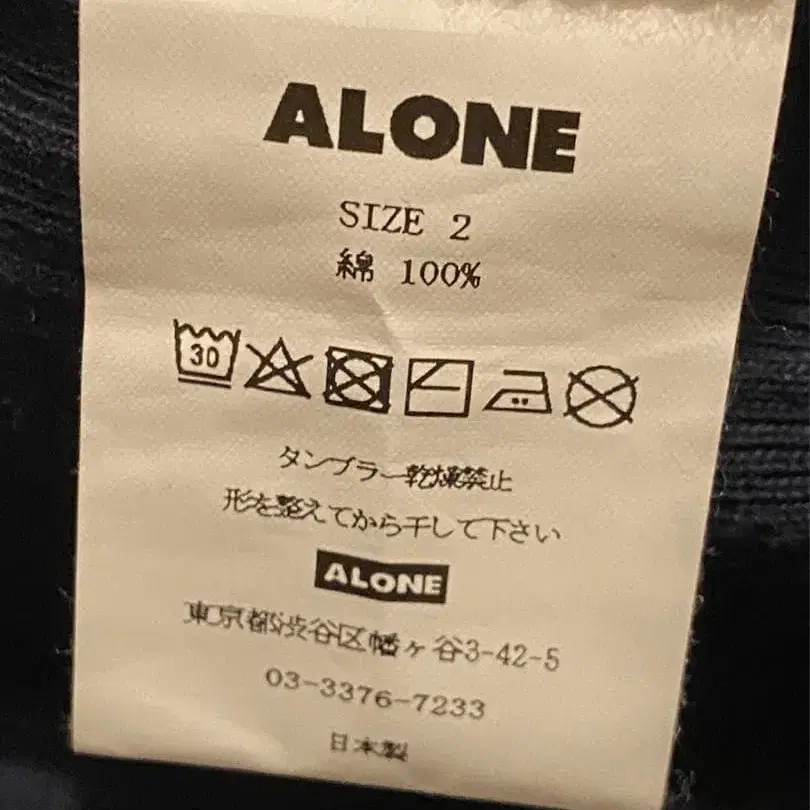 ALONE
SIZE 2
綿 100%
30
タンブラー乾燥禁止
形を整えてから干して下さい
ALONE
東京都渋谷区幡ヶ谷3-42-5
03-3376-7233
日本製